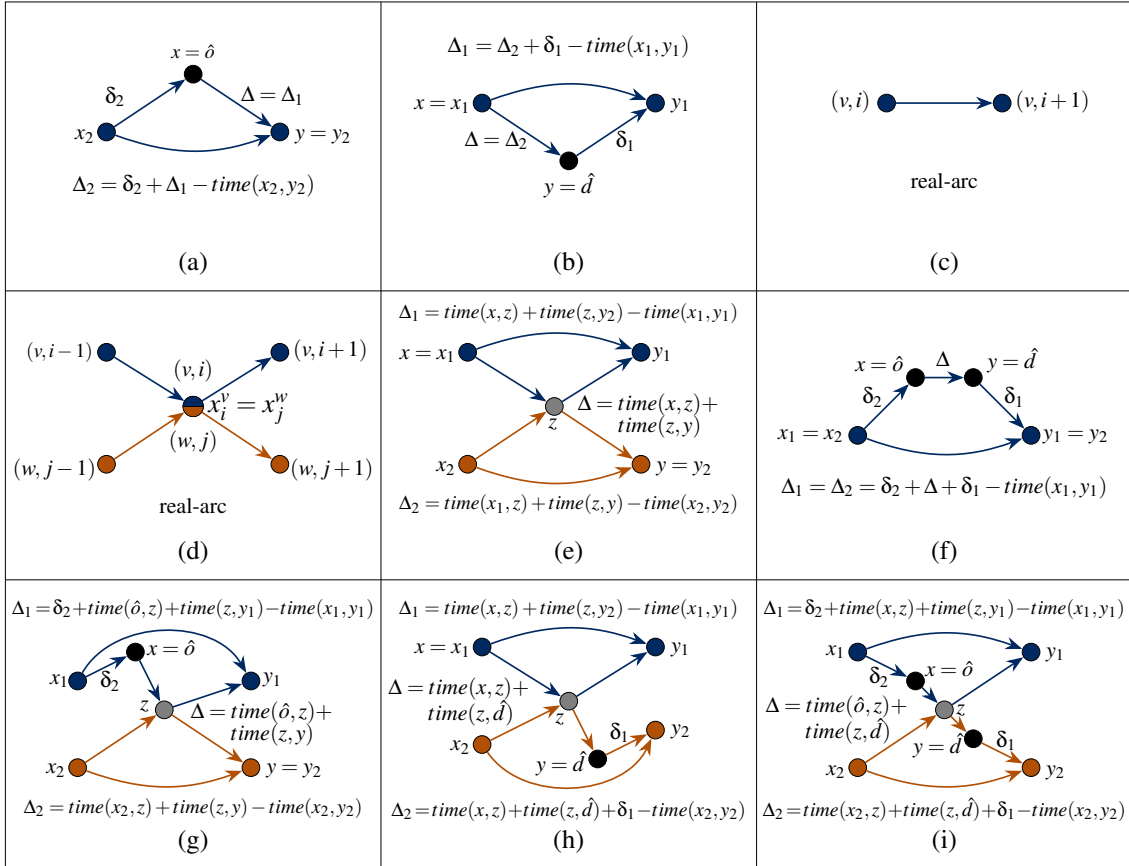 x = ô
δ₂
Δ = Δ₁
x₂
y = y₂
Δ₂ = δ₂ + Δ₁ − time(x₂, y₂)
(a)
Δ₁ = Δ₂ + δ₁ − time(x₁, y₁)
x = x₁
y₁
Δ = Δ₂
δ₁
y = d̂
(b)
(v, i)
(v, i+1)
real-arc
(c)
(v, i−1)
(v, i)
(v, i+1)
xᵢᵛ = xⱼʷ
(w, j)
(w, j−1)
(w, j+1)
real-arc
(d)
Δ₁ = time(x, z) + time(z, y₂) − time(x₁, y₁)
x = x₁
y₁
z
Δ = time(x, z)+
time(z, y)
x₂
y = y₂
Δ₂ = time(x₁, z) + time(z, y) − time(x₂, y₂)
(e)
x = ô
Δ
y = d̂
δ₂
δ₁
x₁ = x₂
y₁ = y₂
Δ₁ = Δ₂ = δ₂ + Δ + δ₁ − time(x₁, y₁)
(f)
Δ₁ = δ₂ + time(ô, z) + time(z, y₁) − time(x₁, y₁)
x = ô
x₁
δ₂
y₁
z
Δ = time(ô, z)+
time(z, y)
x₂
y = y₂
Δ₂ = time(x₂, z) + time(z, y) − time(x₂, y₂)
(g)
Δ₁ = time(x, z) + time(z, y₂) − time(x₁, y₁)
x = x₁
y₁
Δ = time(x, z)+
time(z, d̂)
z
x₂
δ₁
y₂
y = d̂
Δ₂ = time(x, z) + time(z, d̂) + δ₁ − time(x₂, y₂)
(h)
Δ₁ = δ₂ + time(x, z) + time(z, y₁) − time(x₁, y₁)
x₁
y₁
δ₂
x = ô
Δ = time(ô, z)+
time(z, d̂)
z
y = d̂
δ₁
x₂
y₂
Δ₂ = time(x₂, z) + time(z, d̂) + δ₁ − time(x₂, y₂)
(i)